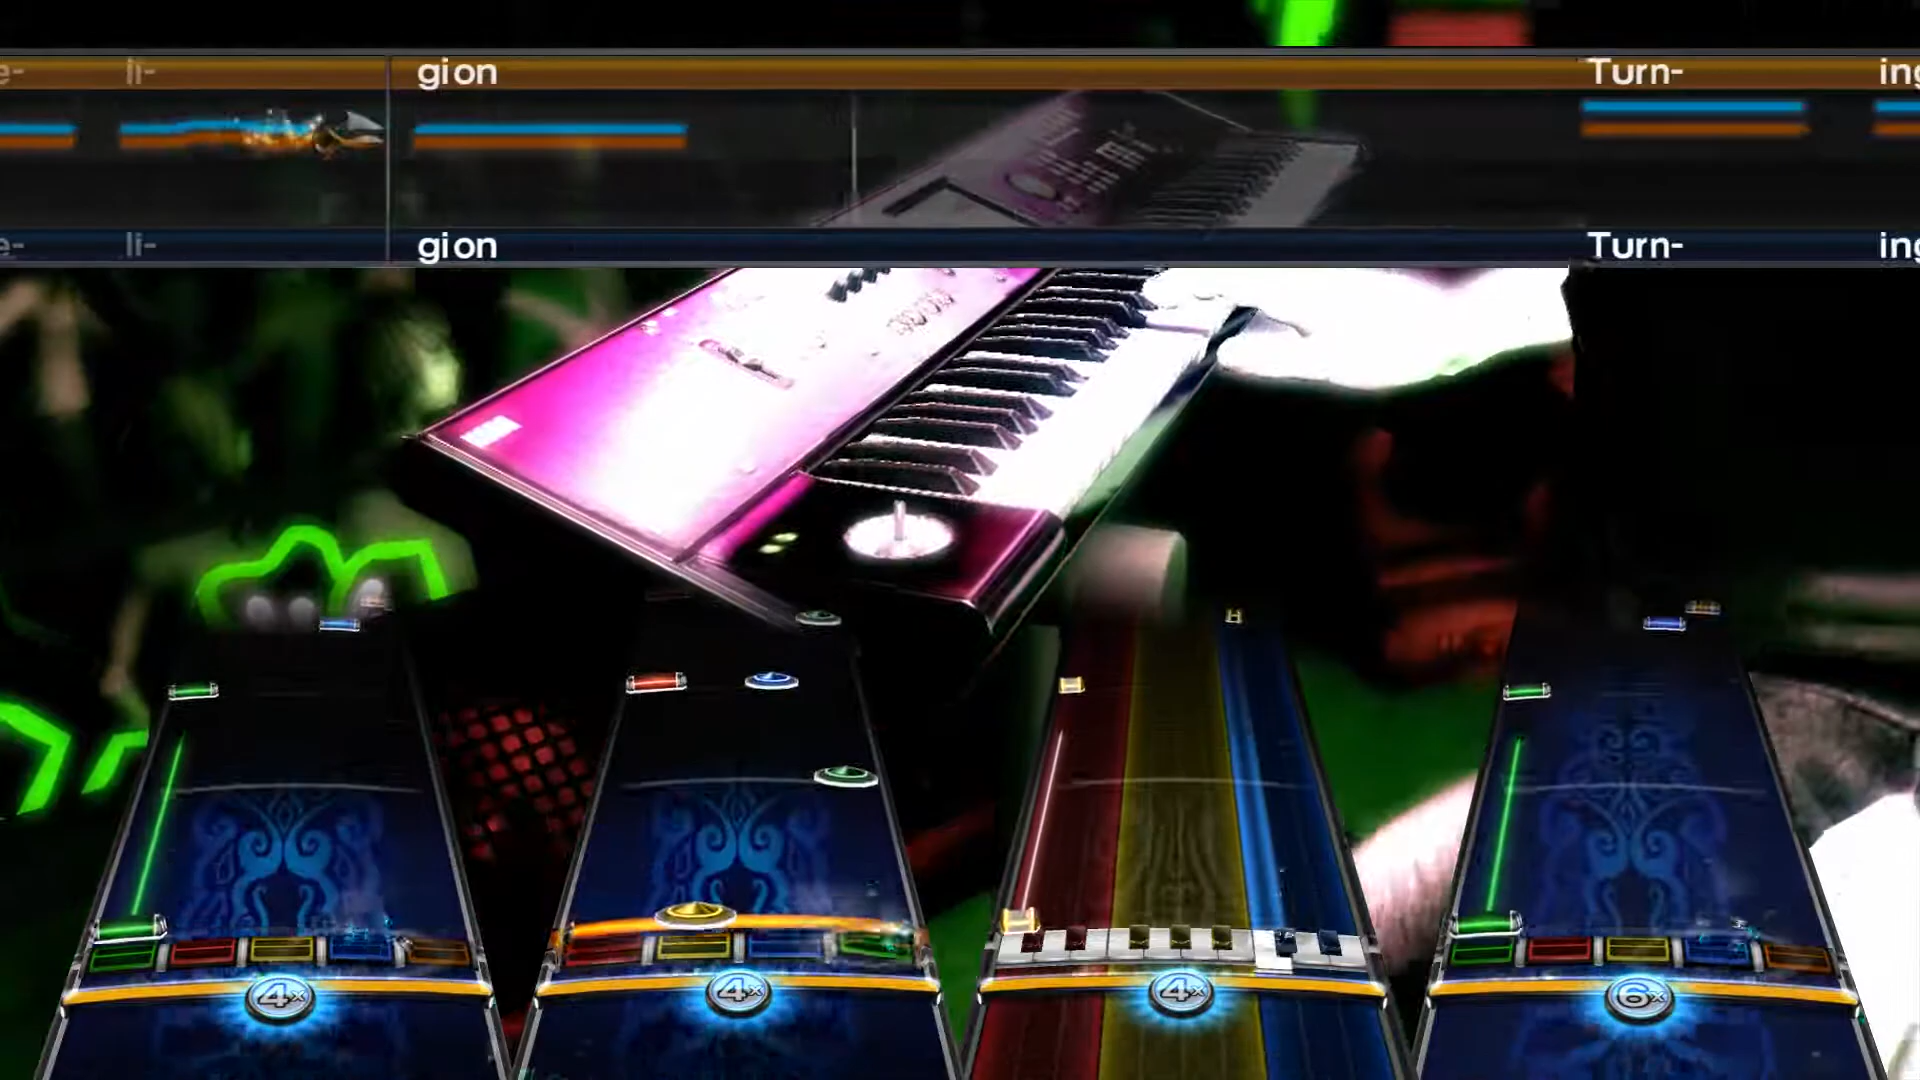 e- li- gion Turn- ing
e- li- gion Turn- ing
H
4x 4x 4x 6x